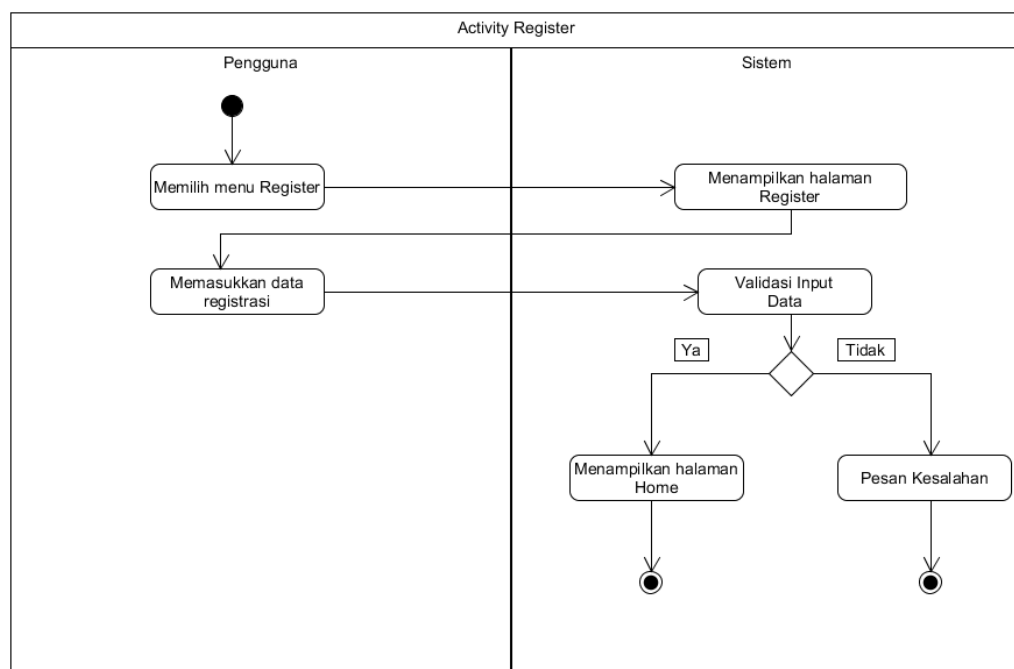 Activity Register
Pengguna
Sistem
Memilih menu Register
Menampilkan halaman
Register
Memasukkan data
registrasi
Validasi Input
Data
Ya
Tidak
Menampilkan halaman
Home
Pesan Kesalahan